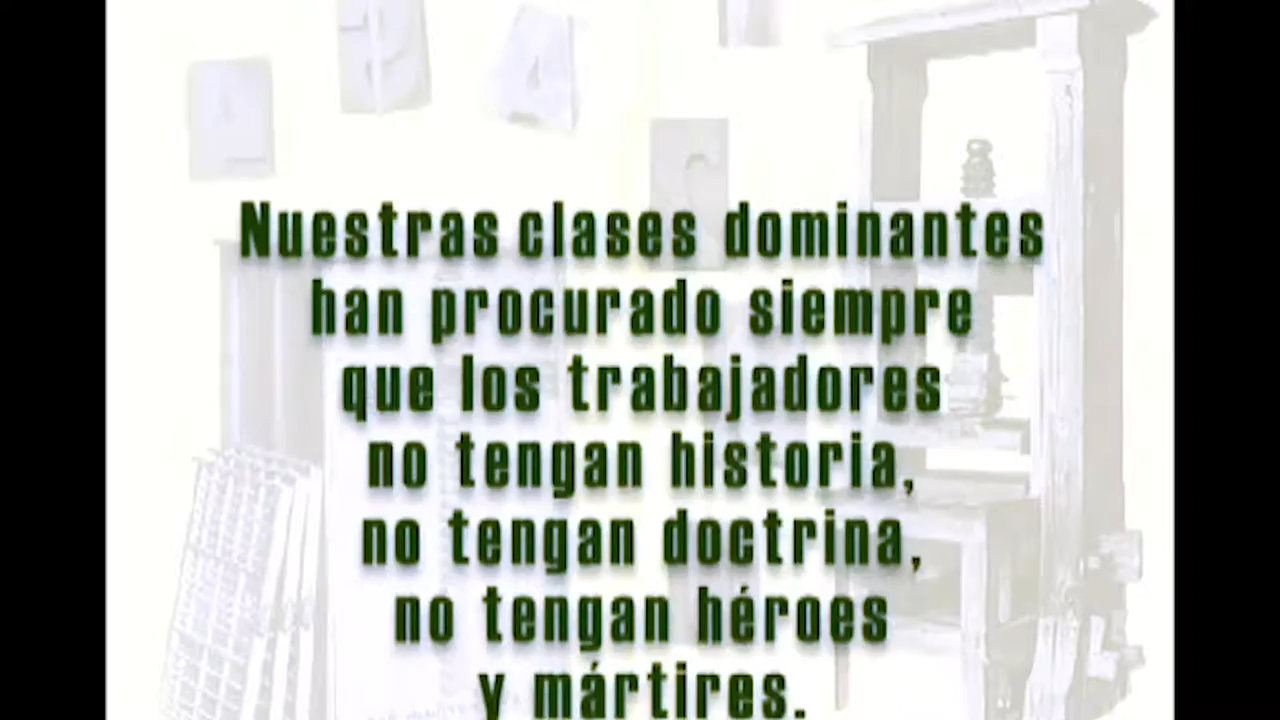 Nuestras clases dominantes
han procurado siempre
que los trabajadores
no tengan historia,
no tengan doctrina,
no tengan héroes
y mártires.